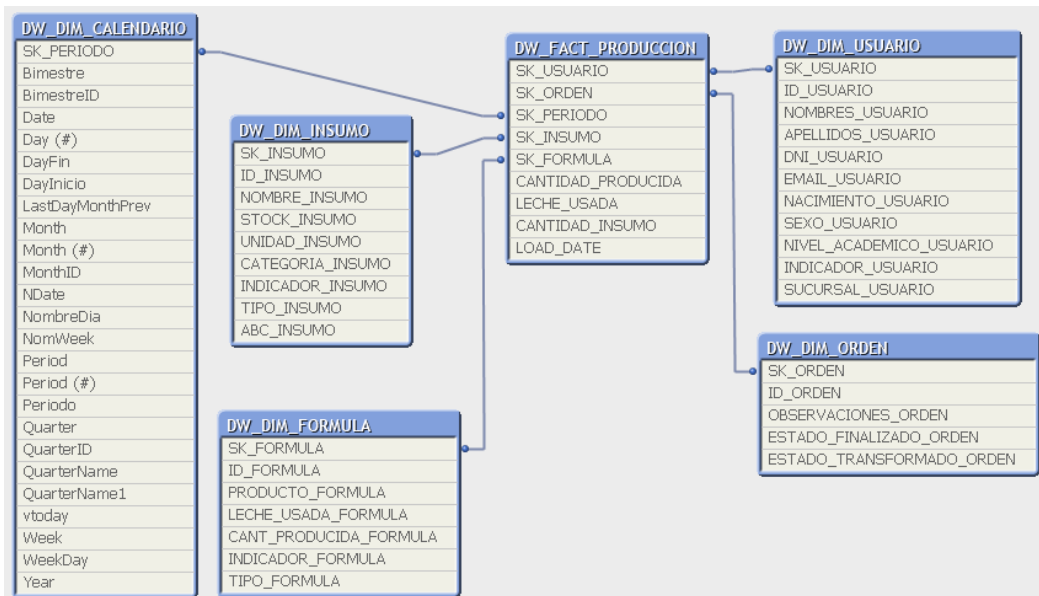 DW_DIM_CALENDARIO
SK_PERIODO
Bimestre
BimestreID
Date
Day (#)
DayFin
DayInicio
LastDayMonthPrev
Month
Month (#)
MonthID
NDate
NombreDia
NomWeek
Period
Period (#)
Periodo
Quarter
QuarterID
QuarterName
QuarterName1
vtoday
Week
WeekDay
Year
DW_DIM_INSUMO
SK_INSUMO
ID_INSUMO
NOMBRE_INSUMO
STOCK_INSUMO
UNIDAD_INSUMO
CATEGORIA_INSUMO
INDICADOR_INSUMO
TIPO_INSUMO
ABC_INSUMO
DW_DIM_FORMULA
SK_FORMULA
ID_FORMULA
PRODUCTO_FORMULA
LECHE_USADA_FORMULA
CANT_PRODUCIDA_FORMULA
INDICADOR_FORMULA
TIPO_FORMULA
DW_FACT_PRODUCCION
SK_USUARIO
SK_ORDEN
SK_PERIODO
SK_INSUMO
SK_FORMULA
CANTIDAD_PRODUCIDA
LECHE_USADA
CANTIDAD_INSUMO
LOAD_DATE
DW_DIM_USUARIO
SK_USUARIO
ID_USUARIO
NOMBRES_USUARIO
APELLIDOS_USUARIO
DNI_USUARIO
EMAIL_USUARIO
NACIMIENTO_USUARIO
SEXO_USUARIO
NIVEL_ACADEMICO_USUARIO
INDICADOR_USUARIO
SUCURSAL_USUARIO
DW_DIM_ORDEN
SK_ORDEN
ID_ORDEN
OBSERVACIONES_ORDEN
ESTADO_FINALIZADO_ORDEN
ESTADO_TRANSFORMADO_ORDEN